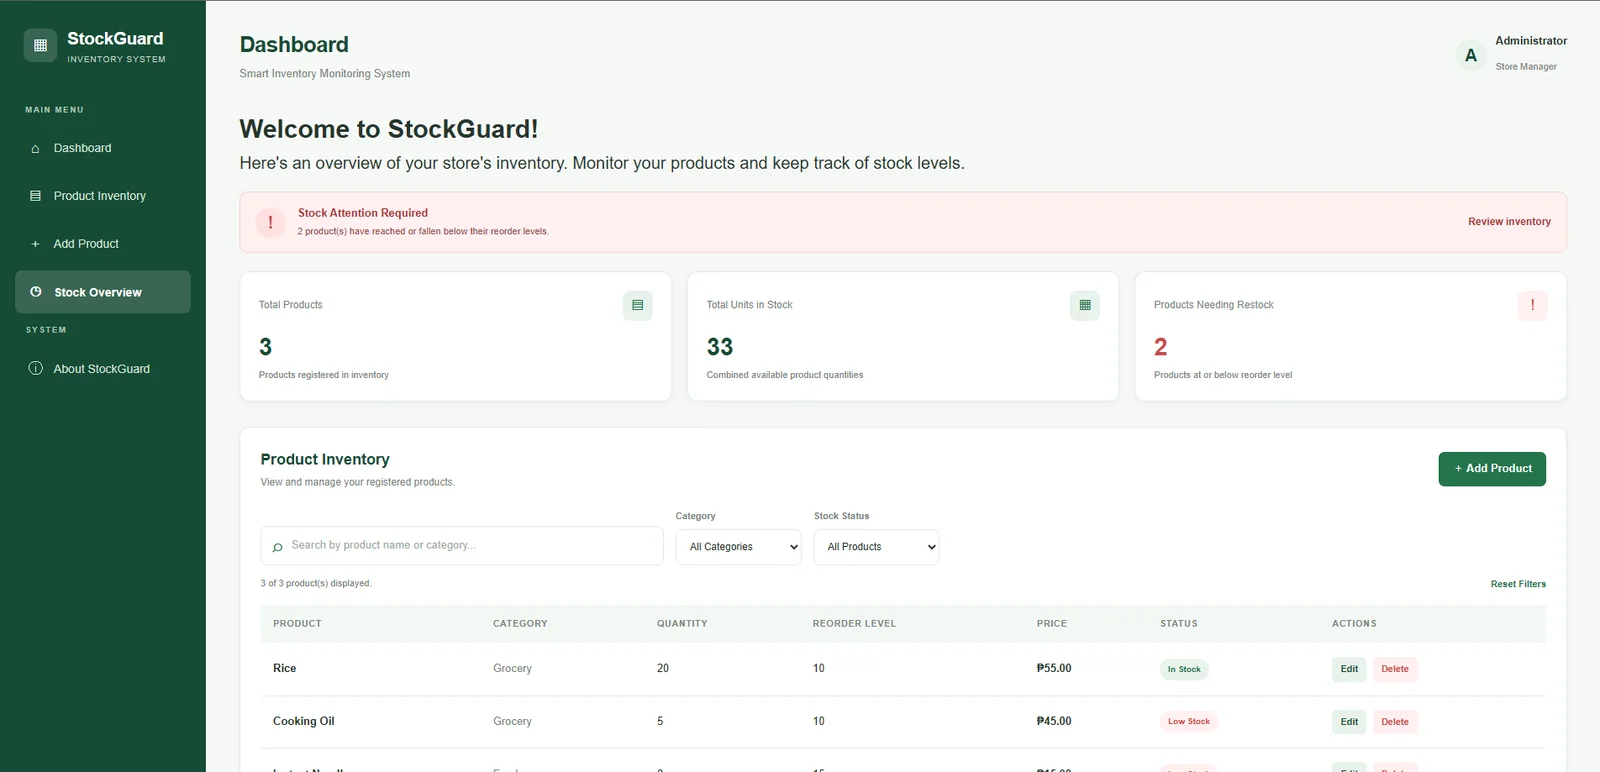 StockGuard
INVENTORY SYSTEM
MAIN MENU
Dashboard
Product Inventory
+ Add Product
Stock Overview
SYSTEM
About StockGuard
Dashboard
Smart Inventory Monitoring System
A
Administrator
Store Manager
Welcome to StockGuard!
Here's an overview of your store's inventory. Monitor your products and keep track of stock levels.
!
Stock Attention Required
2 product(s) have reached or fallen below their reorder levels.
Review inventory
Total Products
3
Products registered in inventory
Total Units in Stock
33
Combined available product quantities
Products Needing Restock
!
2
Products at or below reorder level
Product Inventory
View and manage your registered products.
+ Add Product
Category
Stock Status
Search by product name or category...
All Categories
All Products
3 of 3 product(s) displayed.
Reset Filters
PRODUCT CATEGORY QUANTITY REORDER LEVEL PRICE STATUS ACTIONS
Rice Grocery 20 10 ₱55.00 In Stock Edit Delete
Cooking Oil Grocery 5 10 ₱45.00 Low Stock Edit Delete